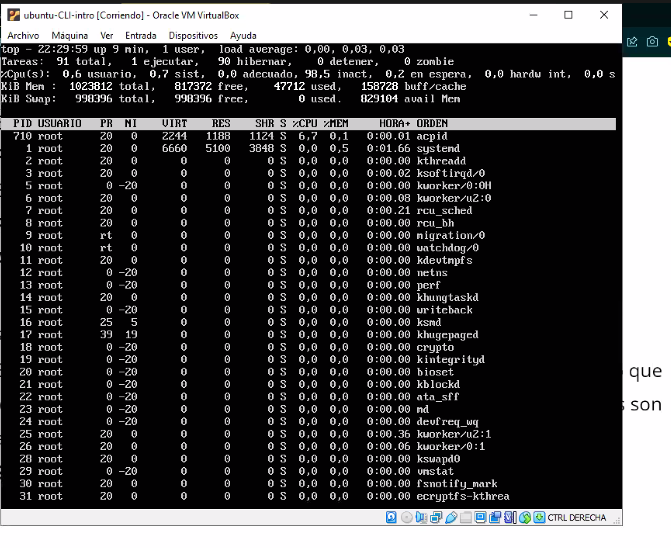 ubuntu-CLI-intro [Corriendo] - Oracle VM VirtualBox
Archivo Máquina Ver Entrada Dispositivos Ayuda
top - 22:29:59 up 9 min, 1 user, load average: 0,00, 0,03, 0,03
Tareas: 91 total, 1 ejecutar, 90 hibernar, 0 detener, 0 zombie
%Cpu(s): 0,6 usuario, 0,7 sist, 0,0 adecuado, 98,5 inact, 0,2 en espera, 0,0 hardw int, 0,0 s
KiB Mem : 1023812 total, 817372 free, 47712 used, 158728 buff/cache
KiB Swap: 998396 total, 998396 free, 0 used. 829104 avail Mem
PID USUARIO PR NI VIRT RES SHR S %CPU %MEM HORA+ ORDEN
710 root 20 0 2244 1188 1124 S 6,7 0,1 0:00.01 acpid
1 root 20 0 6660 5100 3848 S 0,0 0,5 0:01.66 systemd
2 root 20 0 0 0 0 S 0,0 0,0 0:00.00 kthreadd
3 root 20 0 0 0 0 S 0,0 0,0 0:00.02 ksoftirqd/0
5 root 0 -20 0 0 0 S 0,0 0,0 0:00.00 kworker/0:0H
6 root 20 0 0 0 0 S 0,0 0,0 0:00.08 kworker/u2:0
7 root 20 0 0 0 0 S 0,0 0,0 0:00.21 rcu_sched
8 root 20 0 0 0 0 S 0,0 0,0 0:00.00 rcu_bh
9 root rt 0 0 0 0 S 0,0 0,0 0:00.00 migration/0
10 root rt 0 0 0 0 S 0,0 0,0 0:00.00 watchdog/0
11 root 20 0 0 0 0 S 0,0 0,0 0:00.00 kdevtmpfs
12 root 0 -20 0 0 0 S 0,0 0,0 0:00.00 netns
13 root 0 -20 0 0 0 S 0,0 0,0 0:00.00 perf
14 root 20 0 0 0 0 S 0,0 0,0 0:00.00 khungtaskd
15 root 0 -20 0 0 0 S 0,0 0,0 0:00.00 writeback
16 root 25 5 0 0 0 S 0,0 0,0 0:00.00 ksmd
17 root 39 19 0 0 0 S 0,0 0,0 0:00.00 khugepaged
18 root 0 -20 0 0 0 S 0,0 0,0 0:00.00 crypto
19 root 0 -20 0 0 0 S 0,0 0,0 0:00.00 kintegrityd
20 root 0 -20 0 0 0 S 0,0 0,0 0:00.00 bioset
21 root 0 -20 0 0 0 S 0,0 0,0 0:00.00 kblockd
22 root 0 -20 0 0 0 S 0,0 0,0 0:00.00 ata_sff
23 root 0 -20 0 0 0 S 0,0 0,0 0:00.00 md
24 root 0 -20 0 0 0 S 0,0 0,0 0:00.00 devfreq_wq
25 root 20 0 0 0 0 S 0,0 0,0 0:00.36 kworker/u2:1
26 root 20 0 0 0 0 S 0,0 0,0 0:00.06 kworker/0:1
28 root 20 0 0 0 0 S 0,0 0,0 0:00.00 kswapd0
29 root 0 -20 0 0 0 S 0,0 0,0 0:00.00 vmstat
30 root 20 0 0 0 0 S 0,0 0,0 0:00.00 fsnotify_mark
31 root 20 0 0 0 0 S 0,0 0,0 0:00.00 ecryptfs-kthrea
que
son
CTRL DERECHA